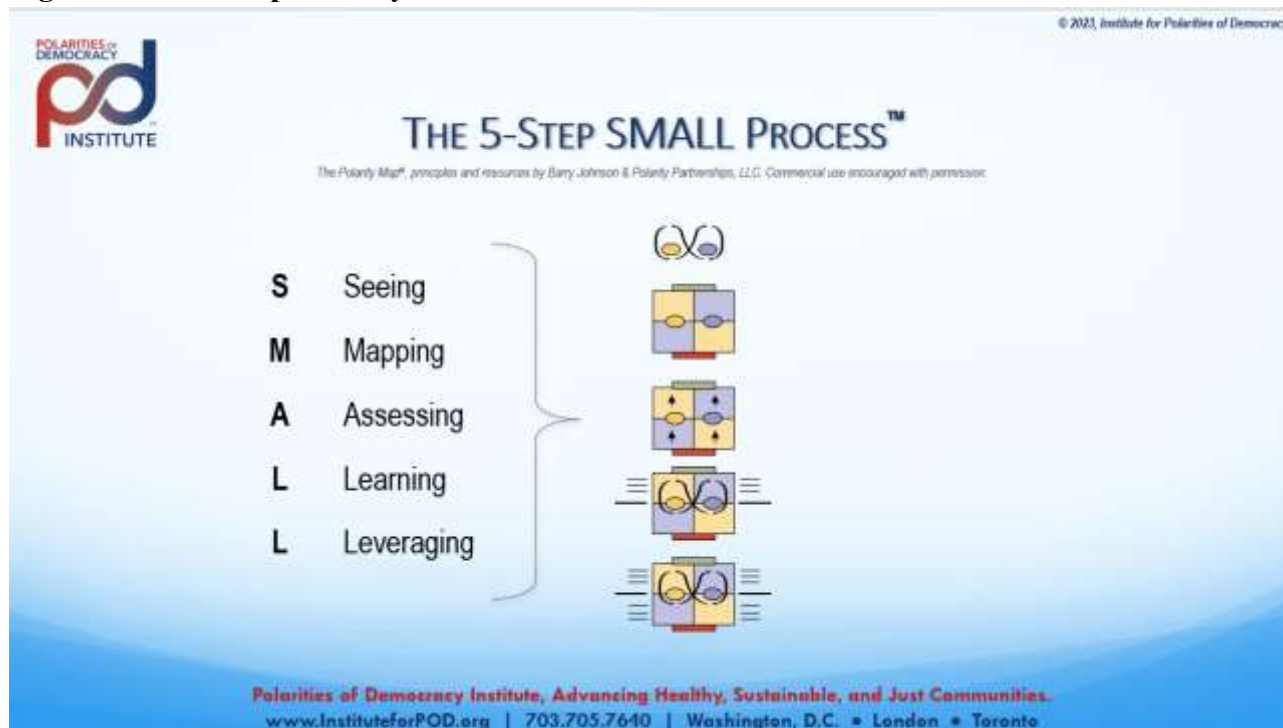 © 2023, Institute for Polarities of Democrac
POLARITIES OF
DEMOCRACY
pd
INSTITUTE
THE 5-STEP SMALL PROCESS™
The Polarity Map®, principles and resources by Barry Johnson & Polarity Partnerships, LLC. Commercial use encouraged with permission.
S Seeing
M Mapping
A Assessing
L Learning
L Leveraging
Polarities of Democracy Institute, Advancing Healthy, Sustainable, and Just Communities.
www.InstituteforPOD.org | 703.705.7640 | Washington, D.C. • London • Toronto